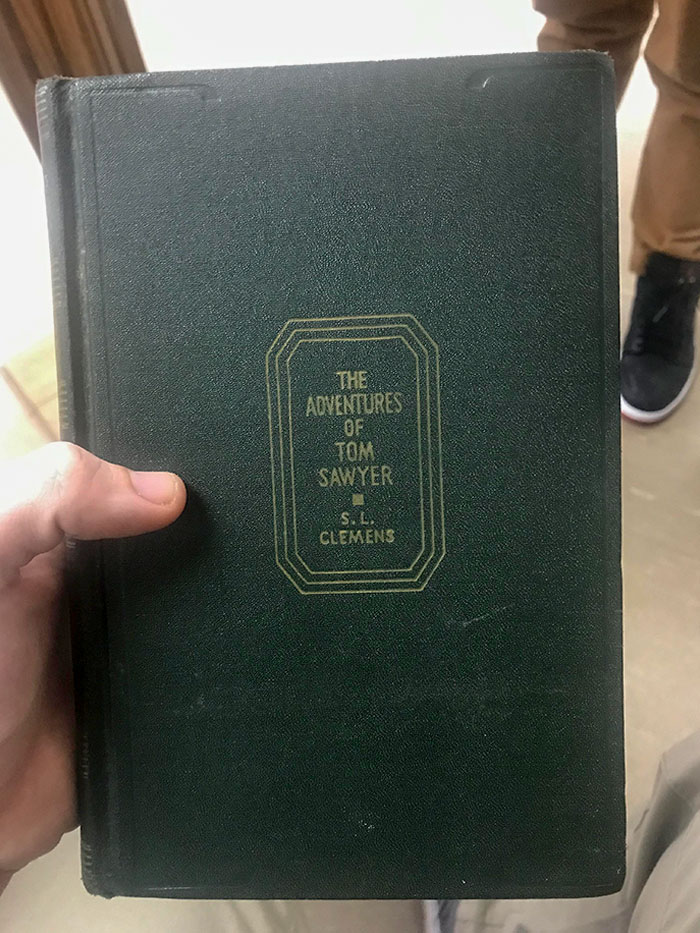 THE
ADVENTURES
OF
TOM
SAWYER
S. L.
CLEMENS